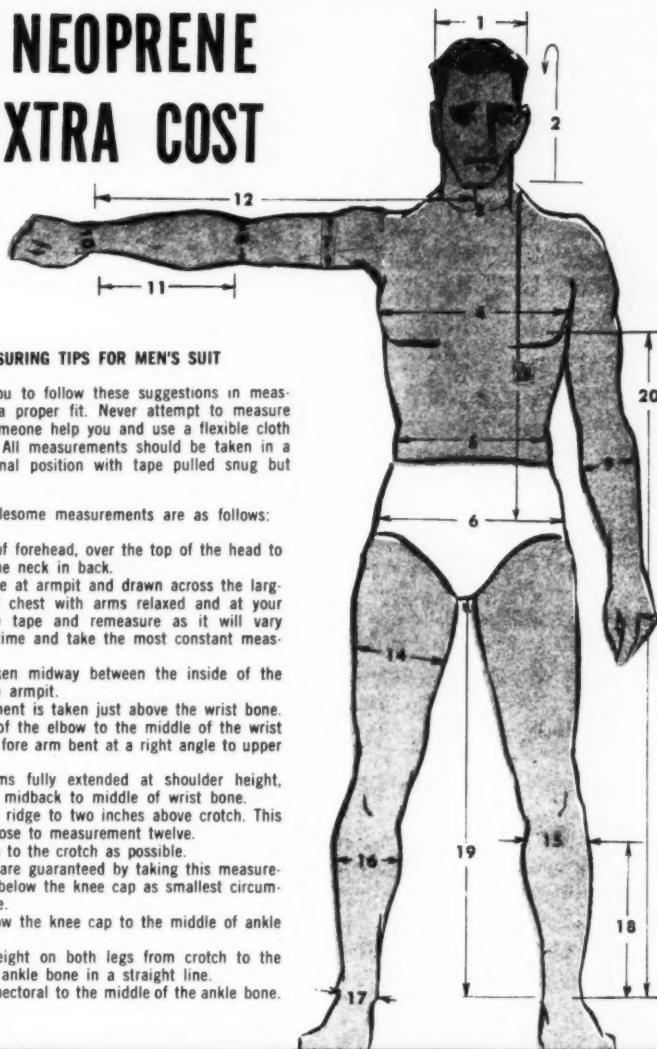 NEOPRENE
XTRA COST
1
2
12
11
SURING TIPS FOR MEN'S SUIT
ou to follow these suggestions in meas-
a proper fit. Never attempt to measure
meone help you and use a flexible cloth
All measurements should be taken in a
nal position with tape pulled snug but
lesome measurements are as follows:
of forehead, over the top of the head to
he neck in back.
e at armpit and drawn across the larg-
chest with arms relaxed and at your
e tape and remeasure as it will vary
time and take the most constant meas-
ken midway between the inside of the
e armpit.
ment is taken just above the wrist bone.
of the elbow to the middle of the wrist
fore arm bent at a right angle to upper
ms fully extended at shoulder height,
midback to middle of wrist bone.
ridge to two inches above crotch. This
ose to measurement twelve.
n to the crotch as possible.
are guaranteed by taking this measure-
below the knee cap as smallest circum-
e.
ow the knee cap to the middle of ankle
eight on both legs from crotch to the
ankle bone in a straight line.
pectoral to the middle of the ankle bone.
20
6
14
15
16
19
18
17